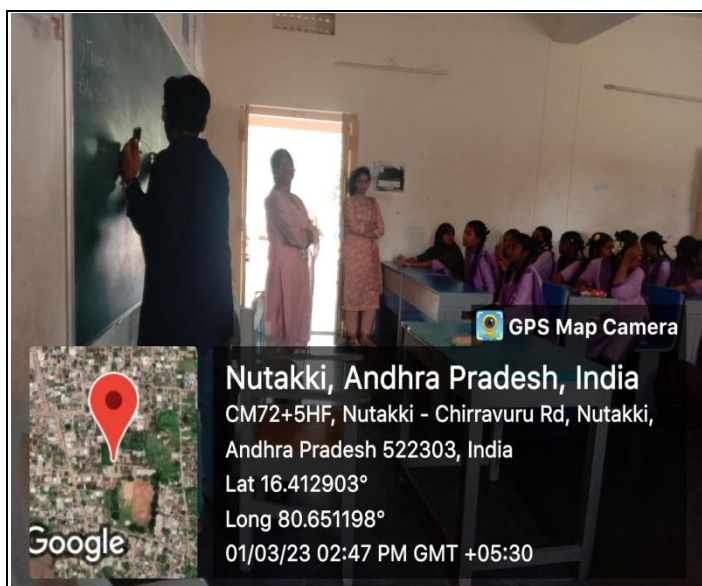 GPS Map Camera
Nutakki, Andhra Pradesh, India
CM72+5HF, Nutakki - Chirravuru Rd, Nutakki,
Andhra Pradesh 522303, India
Lat 16.412903°
Long 80.651198°
01/03/23 02:47 PM GMT +05:30
Google